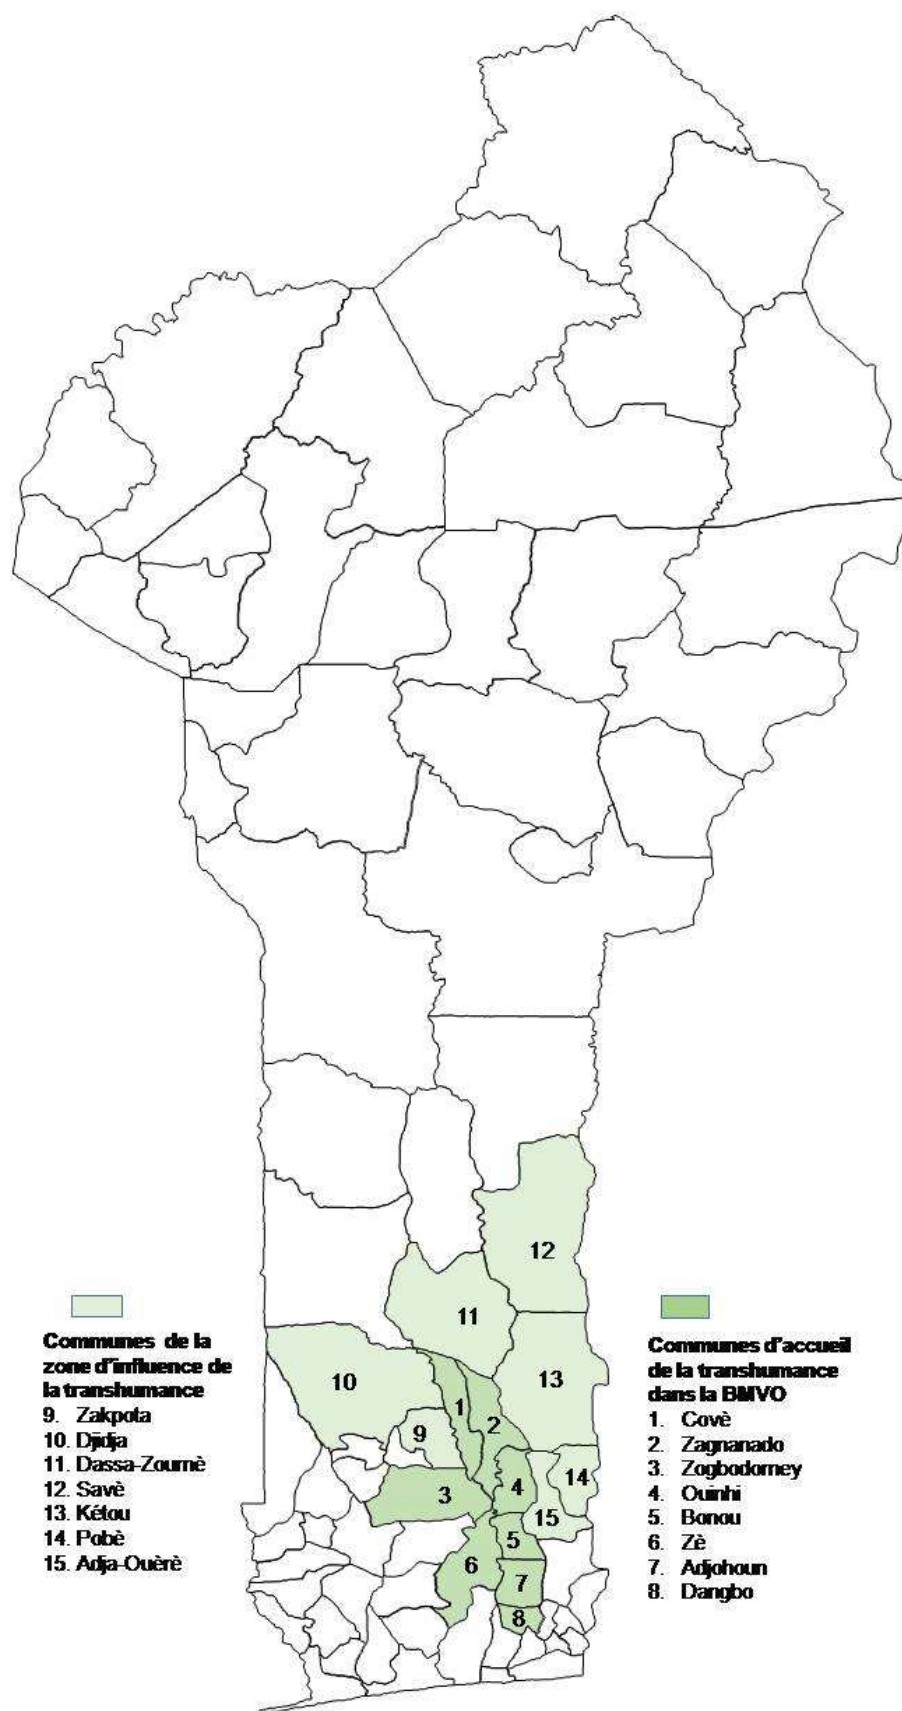 12
11
13
10
1
2
9
14
4
3
15
5
6
7
8
Communes de la
zone d'influence de
la transhumance
9. Zakpota
10. Djidja
11. Dassa-Zoumè
12. Savè
13. Kétou
14. Pobè
15. Adja-Ouèrè
Communes d'accueil
de la transhumance
dans la BMVO
1. Covè
2. Zagnanado
3. Zogbodomey
4. Ouinhi
5. Bonou
6. Zè
7. Adjohoun
8. Dangbo